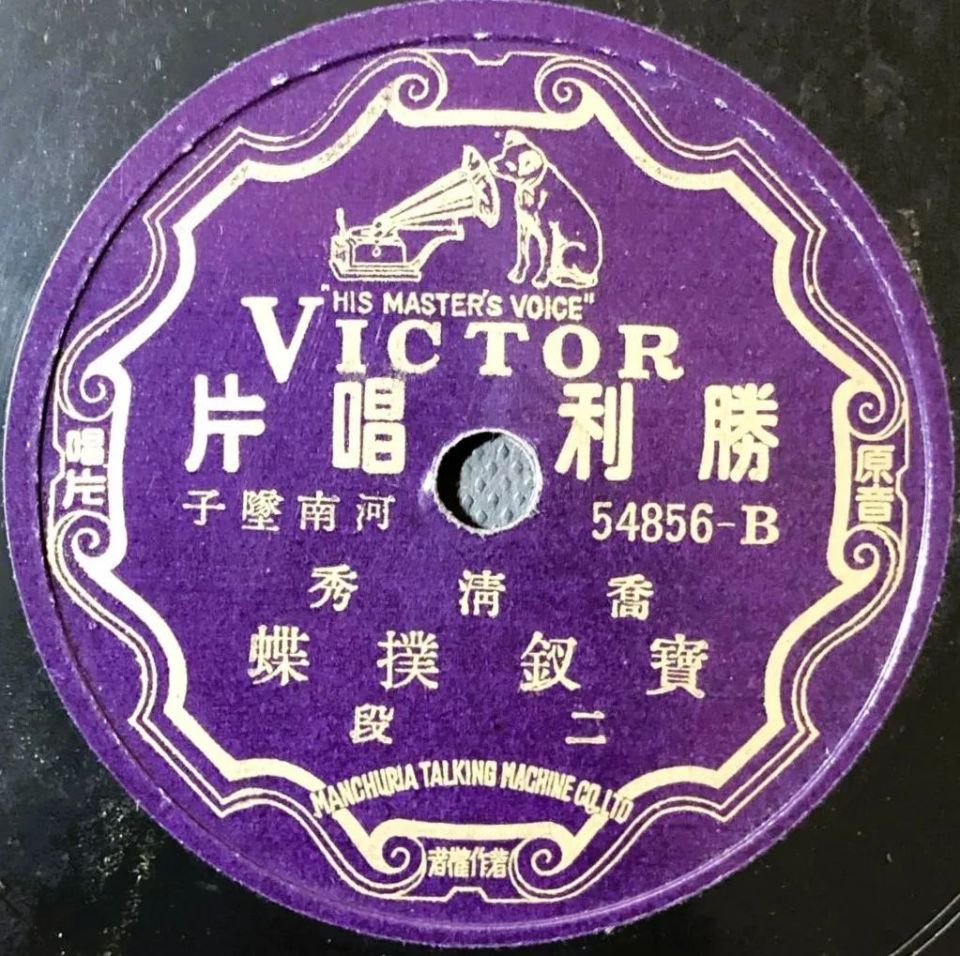 "HIS MASTER'S VOICE"
VICTOR
勝利唱片
原音
唱片
54856-B
河南墜子
喬清秀
寶釵撲蝶
二段
MANCHURIA TALKING MACHINE CO., LTD
著作權者